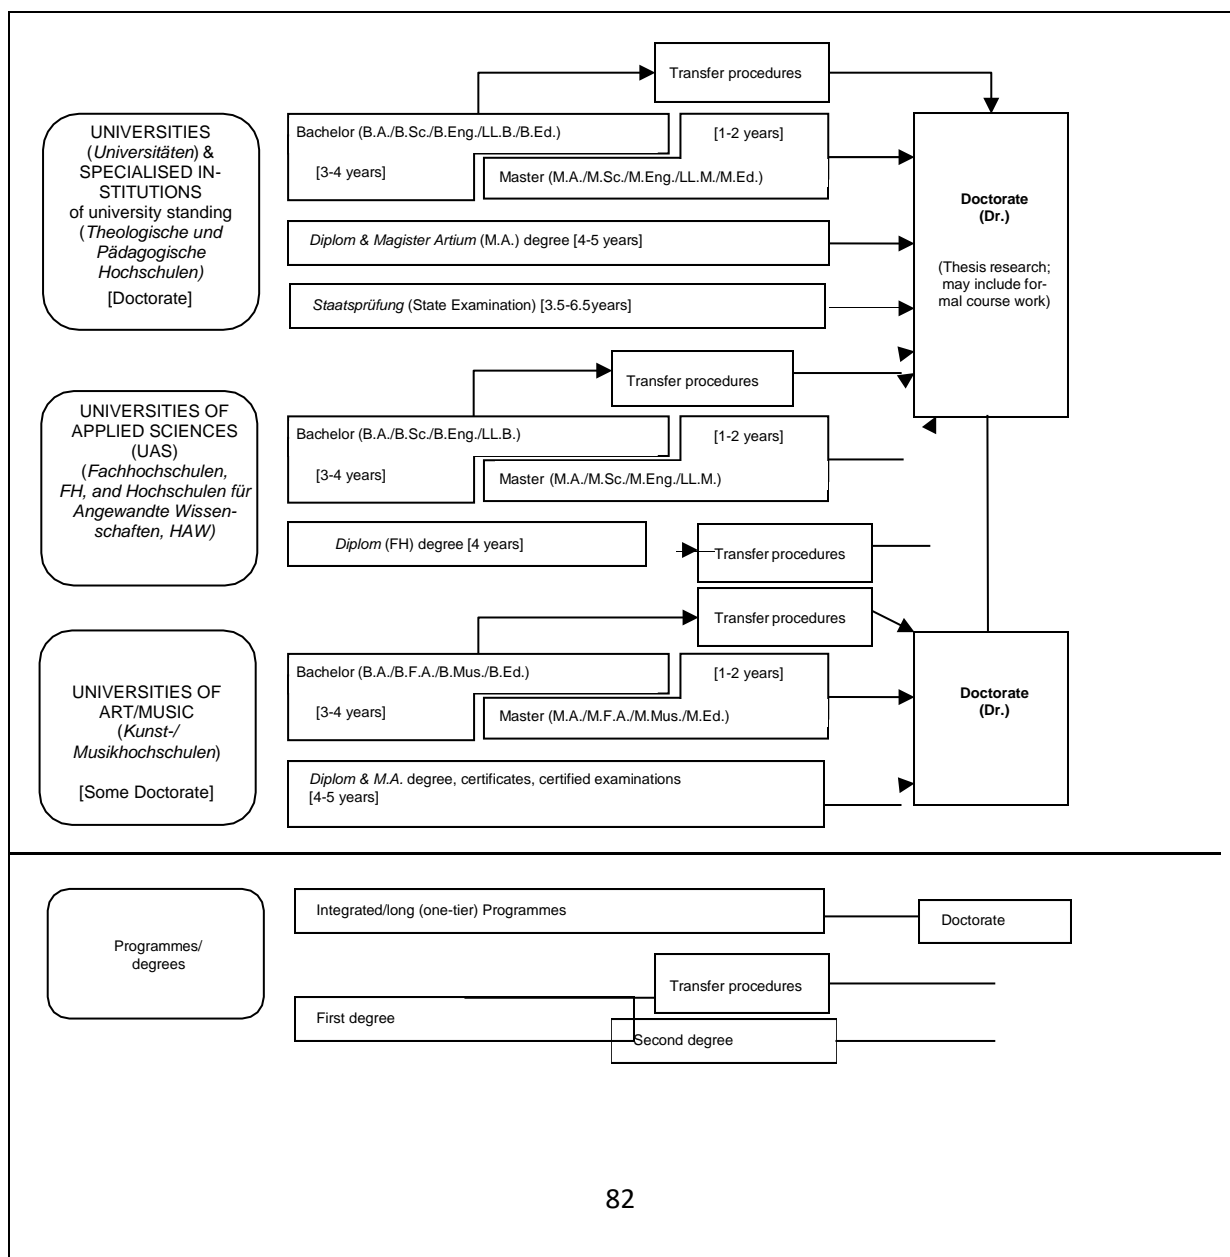 Transfer procedures
UNIVERSITIES
(Universitäten) &
SPECIALISED IN-
STITUTIONS
of university standing
(Theologische und
Pädagogische
Hochschulen)
[Doctorate]
Bachelor (B.A./B.Sc./B.Eng./LL.B./B.Ed.)
[3-4 years]
[1-2 years]
Master (M.A./M.Sc./M.Eng./LL.M./M.Ed.)
Diplom & Magister Artium (M.A.) degree [4-5 years]
Staatsprüfung (State Examination) [3.5-6.5years]
Doctorate
(Dr.)
(Thesis research;
may include for-
mal course work)
Transfer procedures
UNIVERSITIES OF
APPLIED SCIENCES
(UAS)
(Fachhochschulen,
FH, and Hochschulen für
Angewandte Wissen-
schaften, HAW)
Bachelor (B.A./B.Sc./B.Eng./LL.B.)
[3-4 years]
[1-2 years]
Master (M.A./M.Sc./M.Eng./LL.M.)
Diplom (FH) degree [4 years]
Transfer procedures
Transfer procedures
UNIVERSITIES OF
ART/MUSIC
(Kunst-/
Musikhochschulen)
[Some Doctorate]
Bachelor (B.A./B.F.A./B.Mus./B.Ed.)
[3-4 years]
[1-2 years]
Master (M.A./M.F.A./M.Mus./M.Ed.)
Diplom & M.A. degree, certificates, certified examinations
[4-5 years]
Doctorate
(Dr.)
Programmes/
degrees
Integrated/long (one-tier) Programmes
Doctorate
Transfer procedures
First degree
Second degree
82